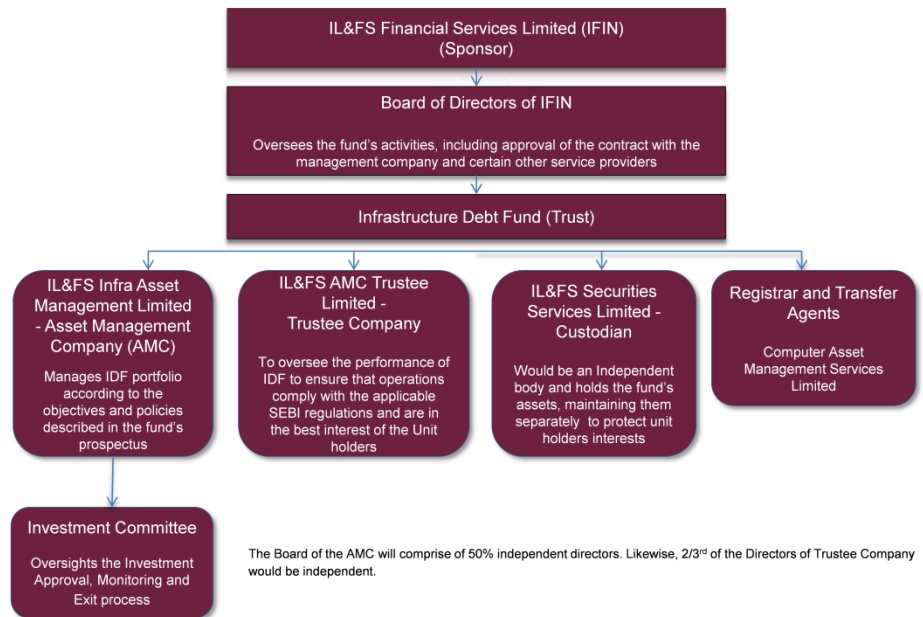 IL&FS Financial Services Limited (IFIN)
(Sponsor)
Board of Directors of IFIN
Oversees the fund's activities, including approval of the contract with the
management company and certain other service providers
Infrastructure Debt Fund (Trust)
IL&FS Infra Asset
Management Limited
- Asset Management
Company (AMC)
Manages IDF portfolio
according to the
objectives and policies
described in the fund's
prospectus
IL&FS AMC Trustee
Limited -
Trustee Company
To oversee the performance of
IDF to ensure that operations
comply with the applicable
SEBI regulations and are in
the best interest of the Unit
holders
IL&FS Securities
Services Limited -
Custodian
Would be an Independent
body and holds the fund's
assets, maintaining them
separately to protect unit
holders interests
Registrar and Transfer
Agents
Computer Asset
Management Services
Limited
Investment Committee
Oversights the Investment
Approval, Monitoring and
Exit process
The Board of the AMC will comprise of 50% independent directors. Likewise, 2/3rd of the Directors of Trustee Company
would be independent.